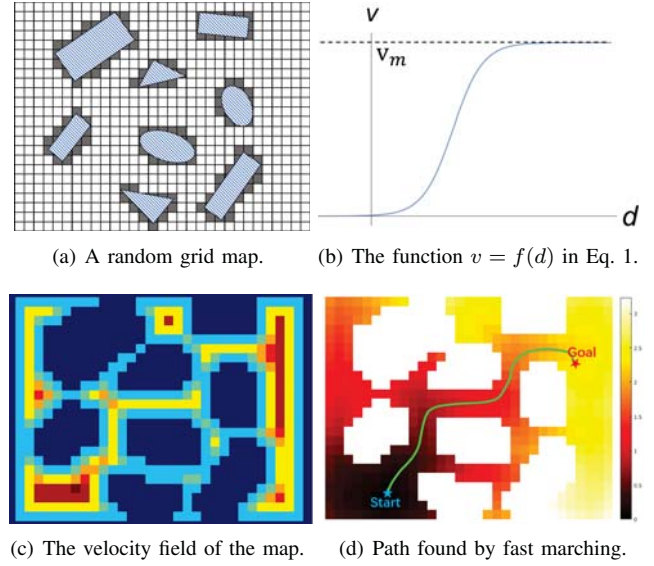 v
V_m
d
(a) A random grid map.
(b) The function v = f(d) in Eq. 1.
Goal
Start
2.5
2
1.5
1
0.5
0
(c) The velocity field of the map.
(d) Path found by fast marching.